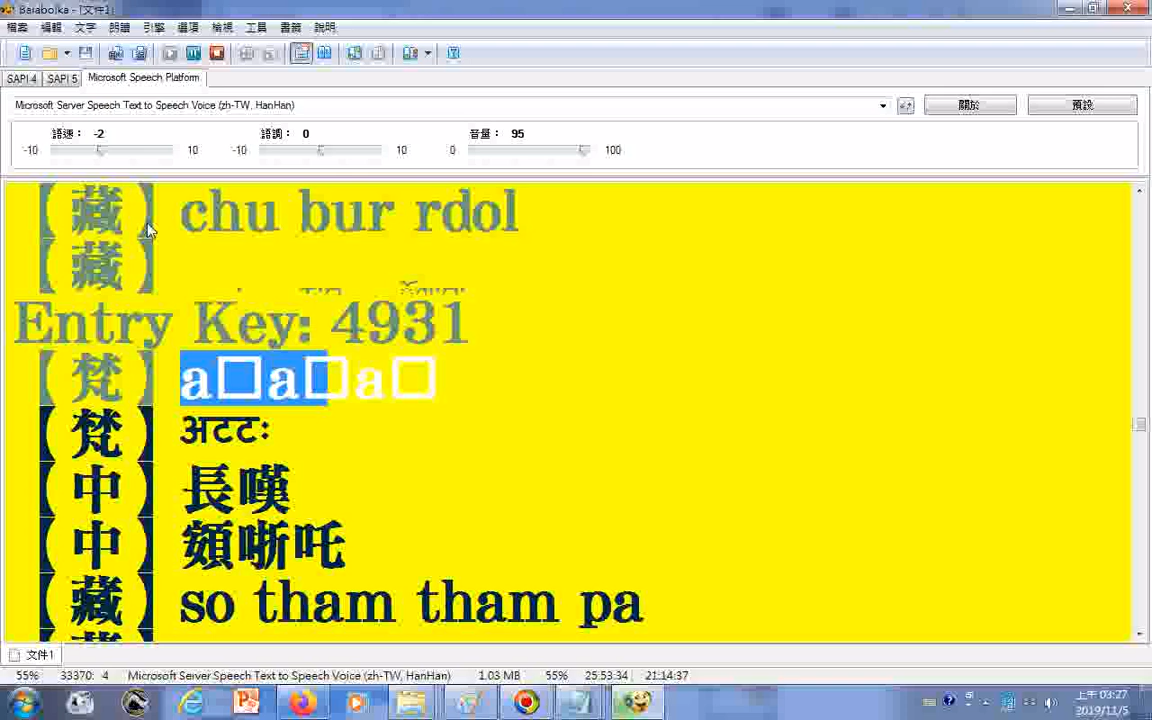 Balabolka - [文件1]
檔案 編輯 文字 朗讀 引擎 選項 檢視 工具 書籤 說明
SAPI 4 SAPI 5 Microsoft Speech Platform
Microsoft Server Speech Text to Speech Voice (zh-TW, HanHan) 關於 預設
語速： -2 語調： 0 音量： 95
-10 10 -10 10 0 100
【 藏 】 chu bur rdol
【 藏 】
Entry Key: 4931
【 梵 】 a□a□a□
【 梵 】 अटटः
【 中 】 長嘆
【 中 】 頞哳吒
【 藏 】 so tham tham pa
文件1
55% 33370: 4 Microsoft Server Speech Text to Speech Voice (zh-TW, HanHan) 1.03 MB 55% 25:53:34 21:14:37
上午 03:27
2019/11/5